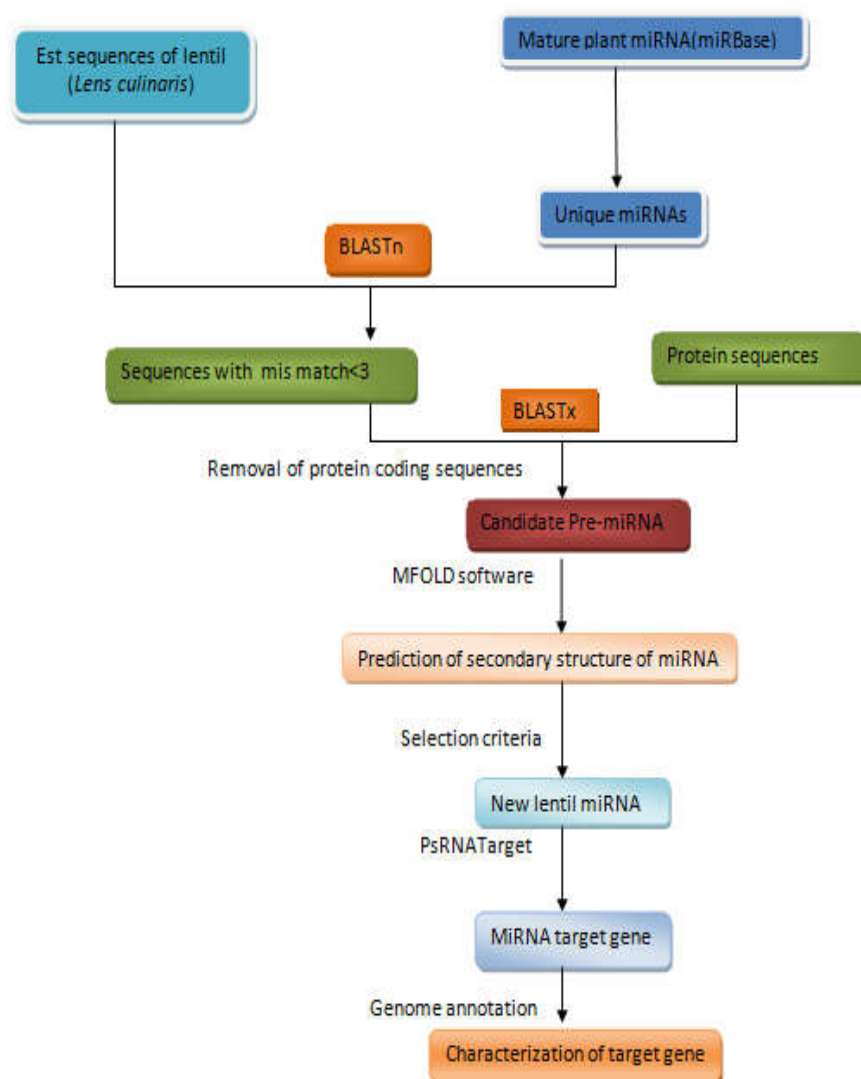 Est sequences of lentil
(Lens culinaris)
Mature plant miRNA(miRBase)
Unique miRNAs
BLASTn
Sequences with mis match<3
Protein sequences
BLASTx
Removal of protein coding sequences
Candidate Pre-miRNA
MFOLD software
Prediction of secondary structure of miRNA
Selection criteria
New lentil miRNA
PsRNATarget
MiRNA target gene
Genome annotation
Characterization of target gene